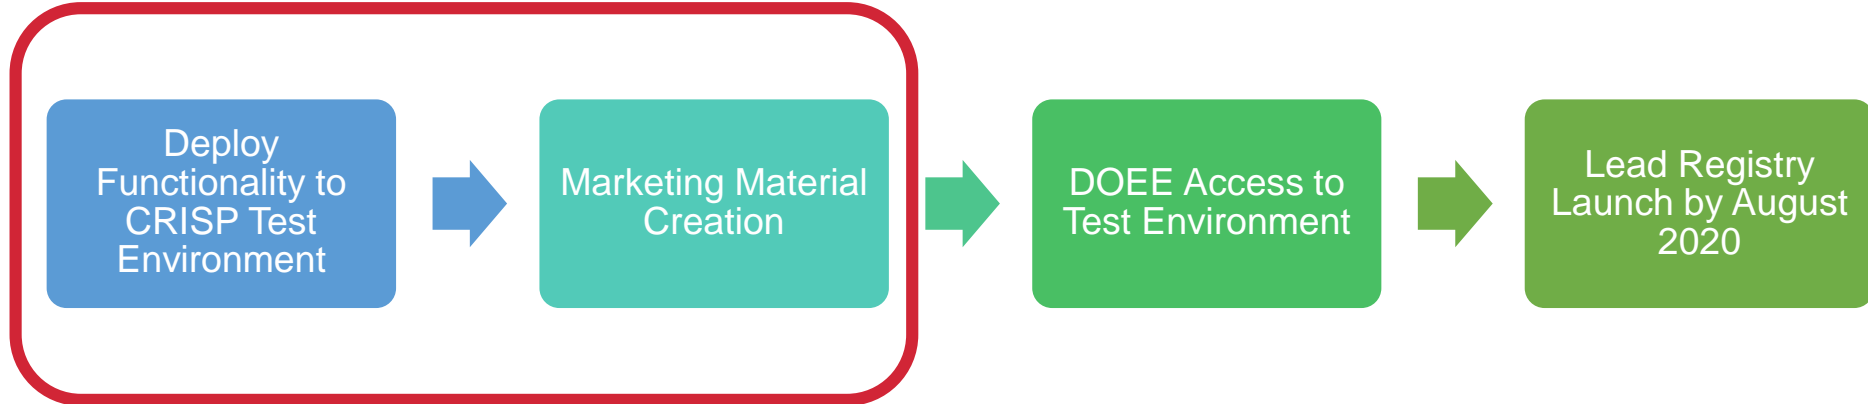 Deploy
Functionality to
CRISP Test
Environment
Marketing Material
Creation
DOEE Access to
Test Environment
Lead Registry
Launch by August
2020